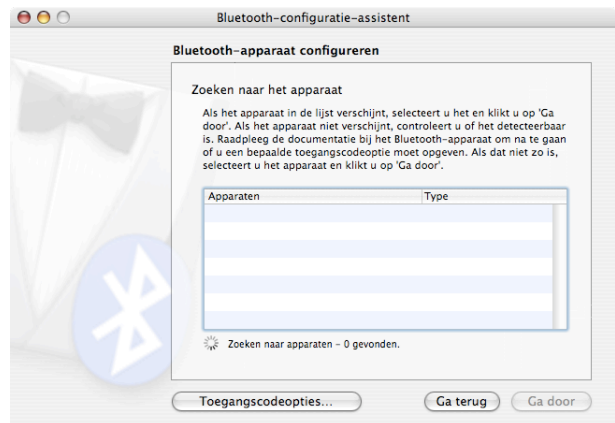 Bluetooth-configuratie-assistent
Bluetooth-apparaat configureren
Zoeken naar het apparaat
Als het apparaat in de lijst verschijnt, selecteert u het en klikt u op 'Ga
door'. Als het apparaat niet verschijnt, controleert u of het detecteerbaar
is. Raadpleeg de documentatie bij het Bluetooth-apparaat om na te gaan
of u een bepaalde toegangscodeoptie moet opgeven. Als dat niet zo is,
selecteert u het apparaat en klikt u op 'Ga door'.
Apparaten Type
Zoeken naar apparaten – 0 gevonden.
Toegangscodeopties... Ga terug Ga door